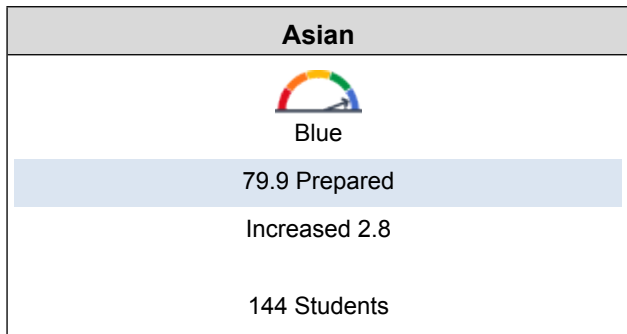 Asian
Blue
79.9 Prepared
Increased 2.8
144 Students